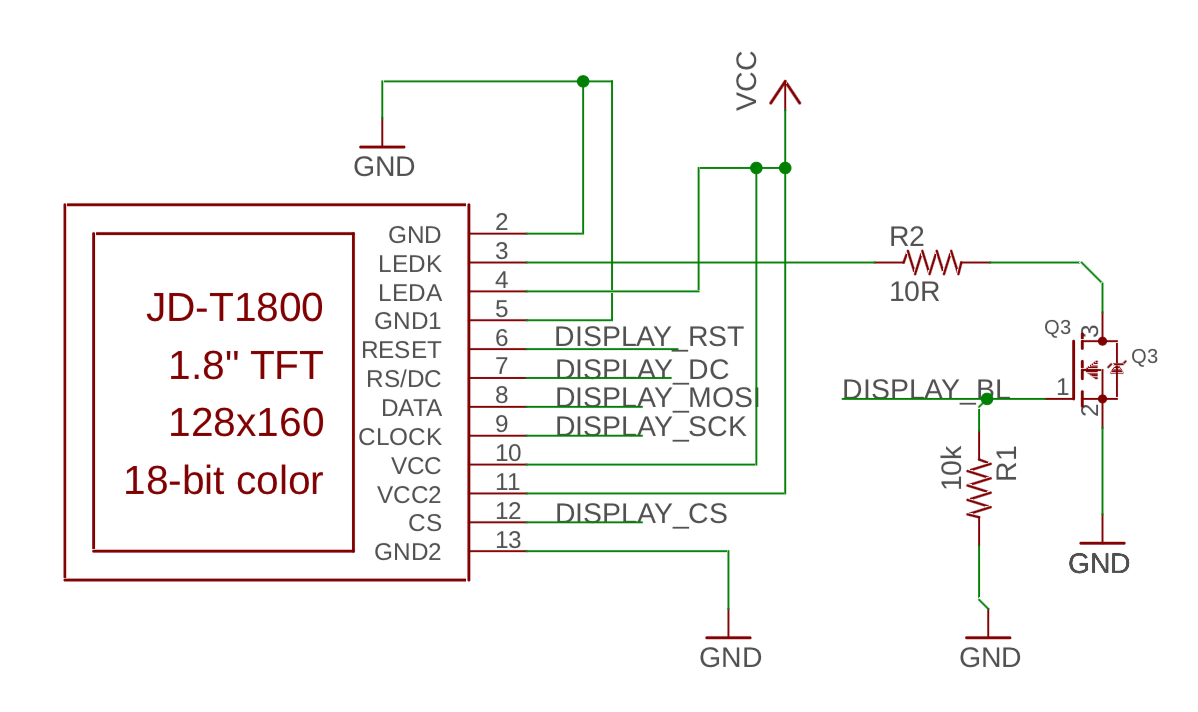 VCC
GND
JD-T1800
1.8" TFT
128x160
18-bit color
GND 2
LEDK 3
LEDA 4
GND1 5
RESET 6 DISPLAY_RST
RS/DC 7 DISPLAY_DC
DATA 8 DISPLAY_MOSI
CLOCK 9 DISPLAY_SCK
VCC 10
VCC2 11
CS 12 DISPLAY_CS
GND2 13
GND
R2
10R
Q3
3
Q3
1
2
DISPLAY_BL
10k
R1
GND
GND